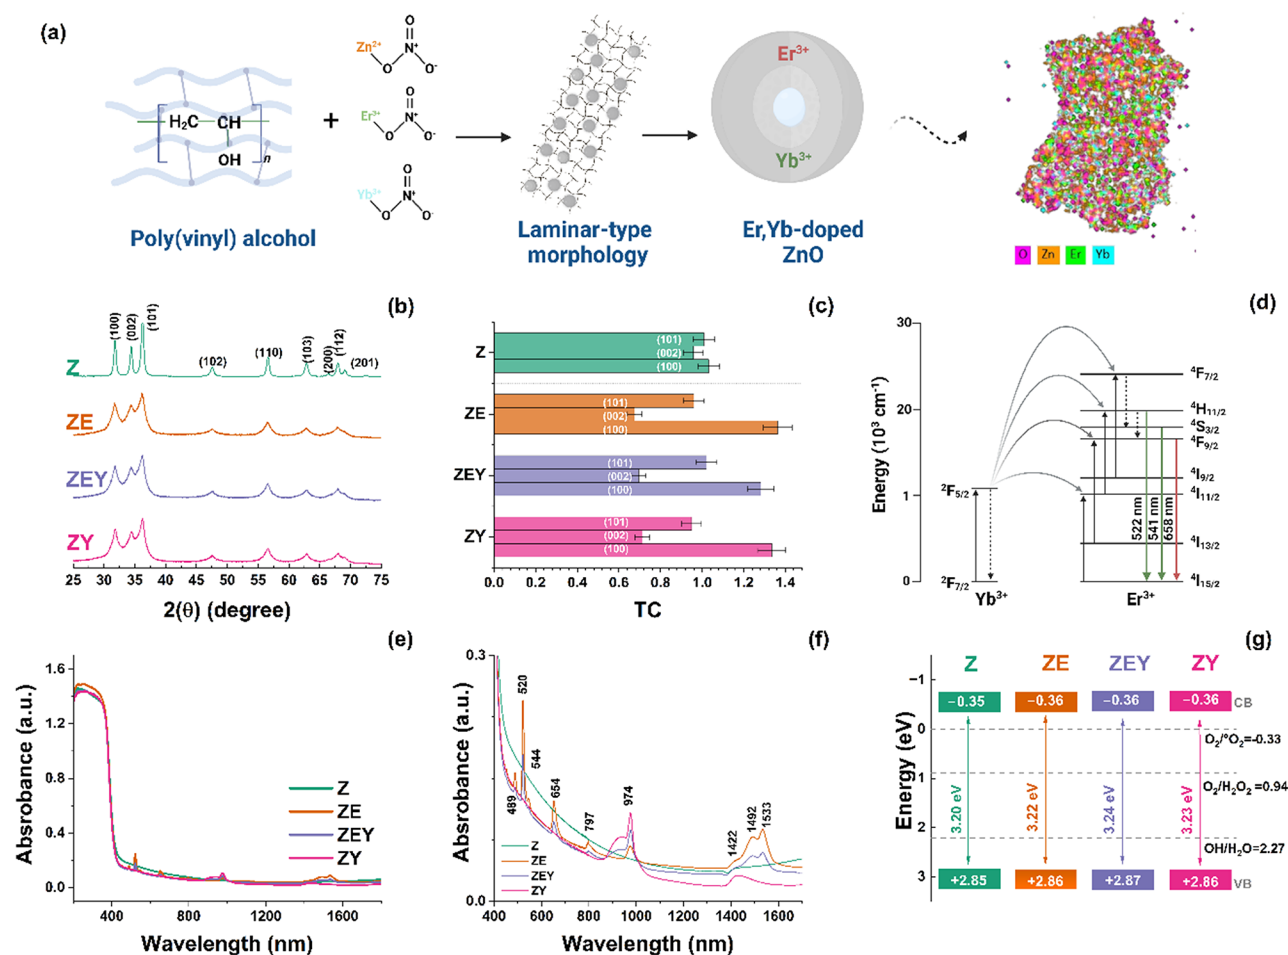 (a)
Zn²⁺
O
N⁺
O
O⁻
H₂C
CH
OH
n
+
Er³⁺
O
N⁺
O
O⁻
O
N⁺
O
O⁻
Poly(vinyl) alcohol
Laminar-type
morphology
Er³⁺
Yb³⁺
Er,Yb-doped
ZnO
O Zn Er Yb
(b)
(100)
(002)
(101)
(102)
(110)
(103)
(200)
(112)
(201)
Z
ZE
ZEY
ZY
25 30 35 40 45 50 55 60 65 70 75
2(θ) (degree)
(c)
Z
(101)
(002)
(100)
ZE
(101)
(002)
(100)
ZEY
(101)
(002)
(100)
ZY
(101)
(002)
(100)
0.0 0.2 0.4 0.6 0.8 1.0 1.2 1.4
TC
(d)
Energy (10³ cm⁻¹)
30
20
1
0
²F₅/₂
²F₇/₂
Yb³⁺
⁴F₇/₂
⁴H₁₁/₂
⁴S₃/₂
⁴F₉/₂
⁴I₉/₂
⁴I₁₁/₂
⁴I₁₃/₂
⁴I₁₅/₂
522 nm
541 nm
658 nm
Er³⁺
(e)
Absrobance (a.u.)
1.6
1.2
0.8
0.4
0.0
Z
ZE
ZEY
ZY
400 800 1200 1600
Wavelength (nm)
(f)
Absrobance (a.u.)
0.3
0.0
489
520
544
654
797
974
1422
1492
1533
Z
ZE
ZEY
ZY
400 600 800 1000 1200 1400 1600
Wavelength (nm)
(g)
Energy (eV)
−1
0
1
2
3
Z ZE ZEY ZY
−0.35 −0.36 −0.36 −0.36 CB
O₂/°O₂=-0.33
O₂/H₂O₂=0.94
3.20 eV
3.22 eV
3.24 eV
3.23 eV
OH/H₂O=2.27
+2.85 +2.86 +2.87 +2.86 VB